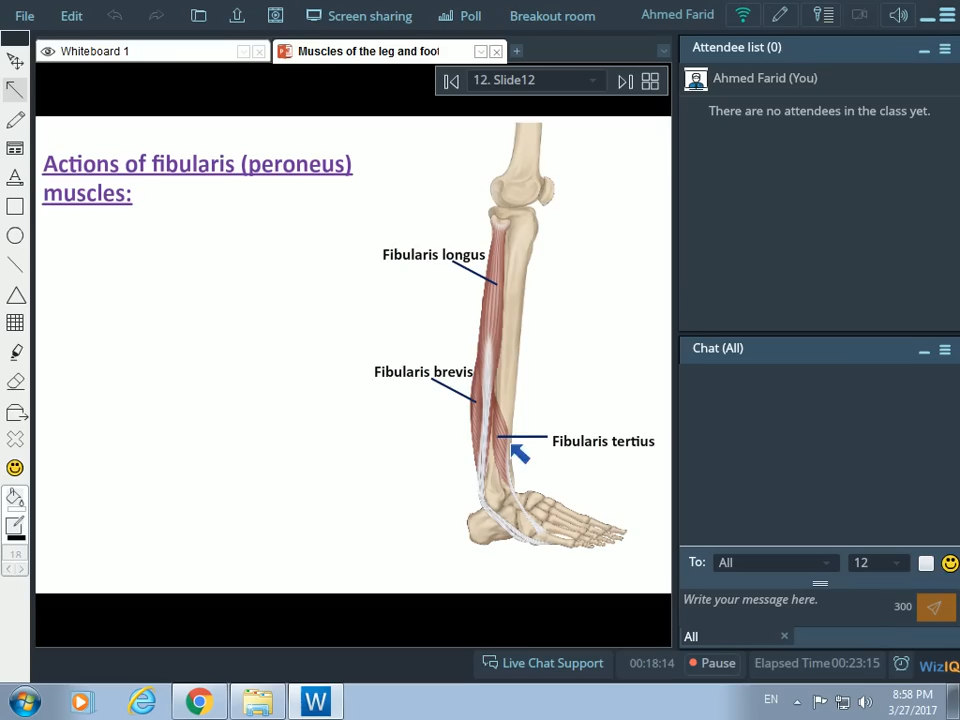 File
Edit
Screen sharing
Poll
Breakout room
Ahmed Farid
Whiteboard 1
Muscles of the leg and foot
12. Slide12
Attendee list (0)
Ahmed Farid (You)
There are no attendees in the class yet.
Actions of fibularis (peroneus)
muscles:
Fibularis longus
Fibularis brevis
Fibularis tertius
Chat (All)
To:
All
12
Write your message here.
300
All
1R
Live Chat Support
00:18:14
Pause
Elapsed Time 00:23:15
WizIQ
W
EN
8:58 PM
3/27/2017